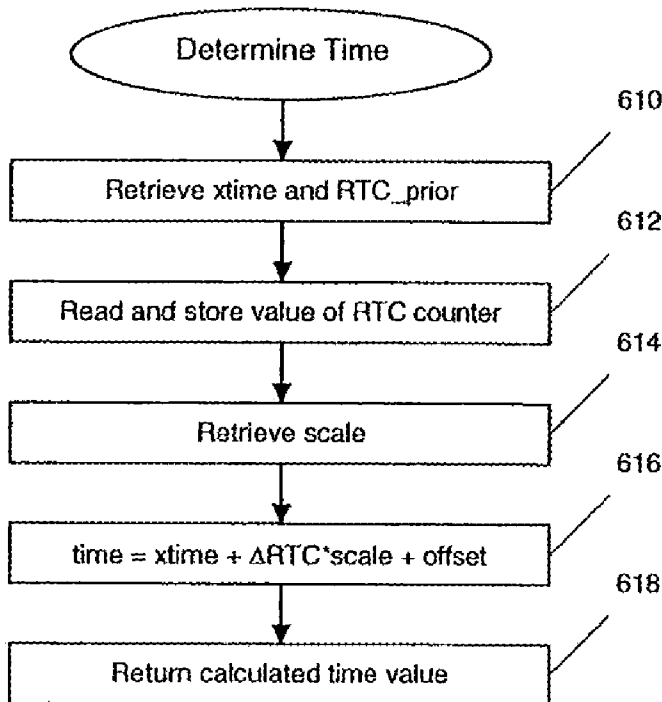 Determine Time
610
Retrieve xtime and RTC_prior
612
Read and store value of RTC counter
614
Retrieve scale
616
time = xtime + ΔRTC*scale + offset
618
Return calculated time value